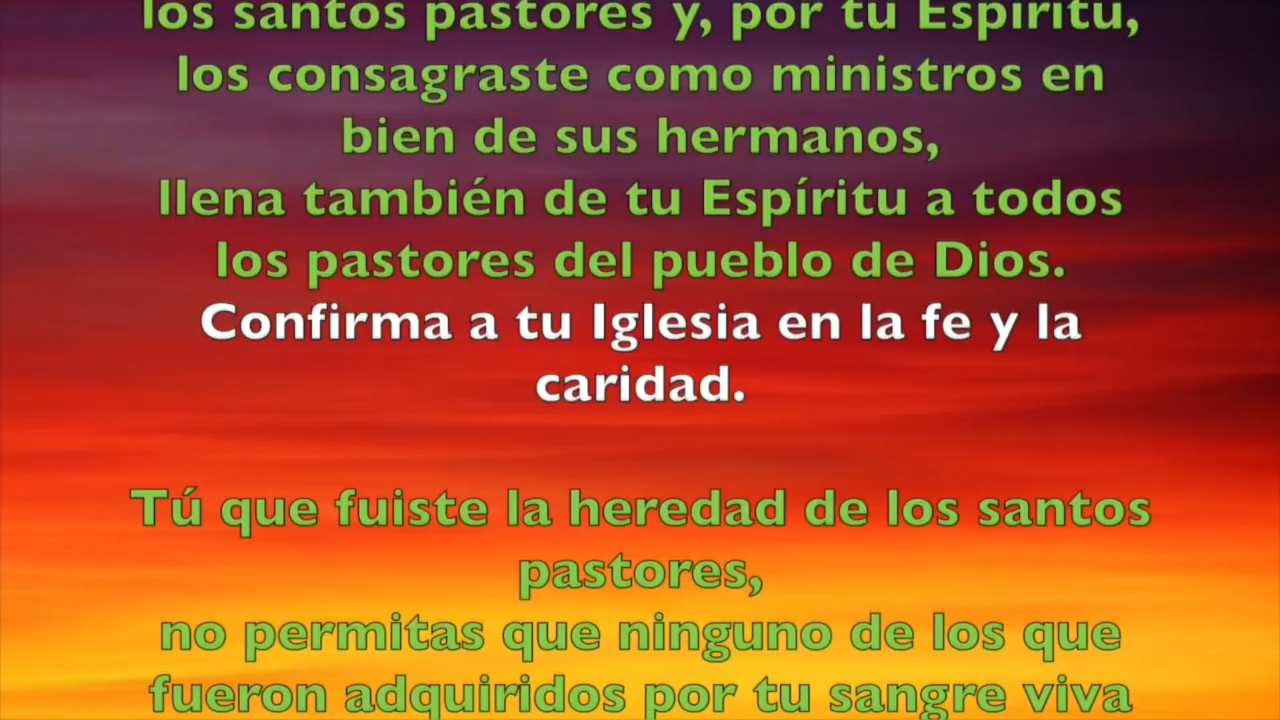 los santos pastores y, por tu Espíritu,
los consagraste como ministros en
bien de sus hermanos,
llena también de tu Espíritu a todos
los pastores del pueblo de Dios.
Confirma a tu Iglesia en la fe y la
caridad.
Tú que fuiste la heredad de los santos
pastores,
no permitas que ninguno de los que
fueron adquiridos por tu sangre viva